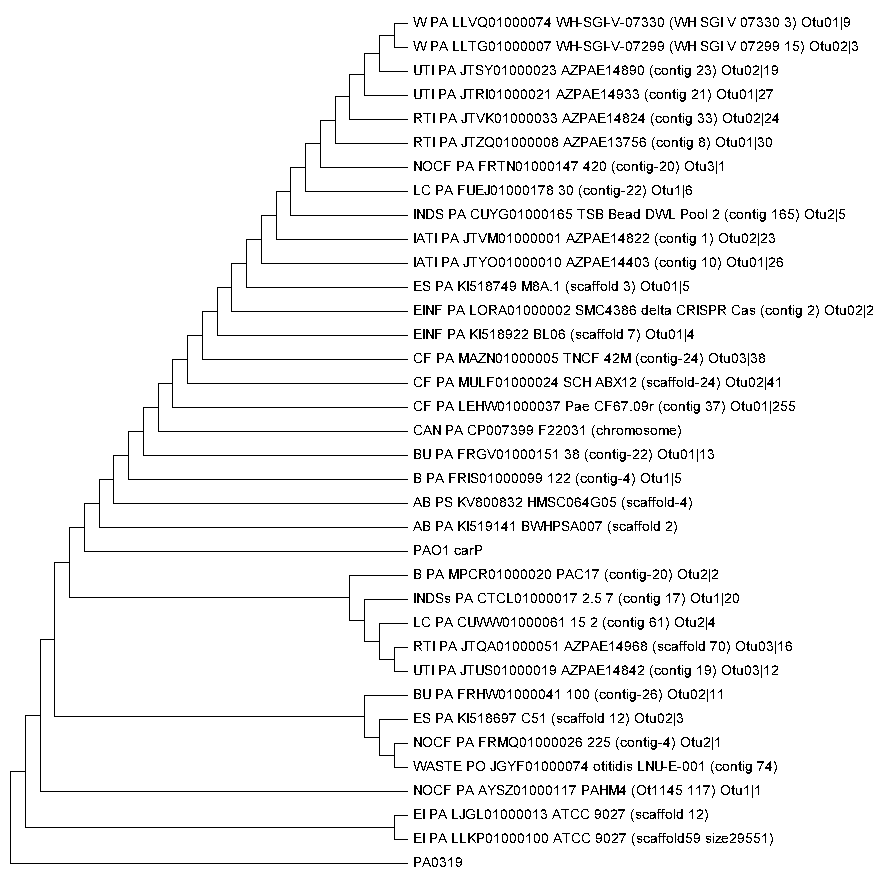 W PA LLVQ01000074 WH-SGI-V-07330 (WH SGI V 07330 3) Otu01|9
W PA LLTG01000007 WH-SGI-V-07299 (WH SGI V 07299 15) Otu02|3
UTI PA JTSY01000023 AZPAE14890 (contig 23) Otu02|19
UTI PA JTRI01000021 AZPAE14933 (contig 21) Otu01|27
RTI PA JTVK01000033 AZPAE14824 (contig 33) Otu02|24
RTI PA JTZQ01000008 AZPAE13756 (contig 8) Otu01|30
NOCF PA FRTN01000147 420 (contig-20) Otu3|1
LC PA FUEJ01000178 30 (contig-22) Otu1|6
INDS PA CUYG01000165 TSB Bead DWL Pool 2 (contig 165) Otu2|5
IATI PA JTVM01000001 AZPAE14822 (contig 1) Otu02|23
IATI PA JTYO01000010 AZPAE14403 (contig 10) Otu01|26
ES PA KI518749 M8A.1 (scaffold 3) Otu01|5
EINF PA LORA01000002 SMC4386 delta CRISPR Cas (contig 2) Otu02|2
EINF PA KI518922 BL06 (scaffold 7) Otu01|4
CF PA MAZN01000005 TNCF 42M (contig-24) Otu03|38
CF PA MULF01000024 SCH ABX12 (scaffold-24) Otu02|41
CF PA LEHW01000037 Pae CF67.09r (contig 37) Otu01|255
CAN PA CP007399 F22031 (chromosome)
BU PA FRGV01000151 38 (contig-22) Otu01|13
B PA FRIS01000099 122 (contig-4) Otu1|5
AB PS KV800832 HMSC064G05 (scaffold-4)
AB PA KI519141 BWHPSA007 (scaffold 2)
PAO1 carP
B PA MPCR01000020 PAC17 (contig-20) Otu2|2
INDSs PA CTCL01000017 2.5 7 (contig 17) Otu1|20
LC PA CUWW01000061 15 2 (contig 61) Otu2|4
RTI PA JTQA01000051 AZPAE14968 (scaffold 70) Otu03|16
UTI PA JTUS01000019 AZPAE14842 (contig 19) Otu03|12
BU PA FRHW01000041 100 (contig-26) Otu02|11
ES PA KI518697 C51 (scaffold 12) Otu02|3
NOCF PA FRMQ01000026 225 (contig-4) Otu2|1
WASTE PO JGYF01000074 otitidis LNU-E-001 (contig 74)
NOCF PA AYSZ01000117 PAHM4 (Ot1145 117) Otu1|1
EI PA LJGL01000013 ATCC 9027 (scaffold 12)
EI PA LLKP01000100 ATCC 9027 (scaffold59 size29551)
PA0319